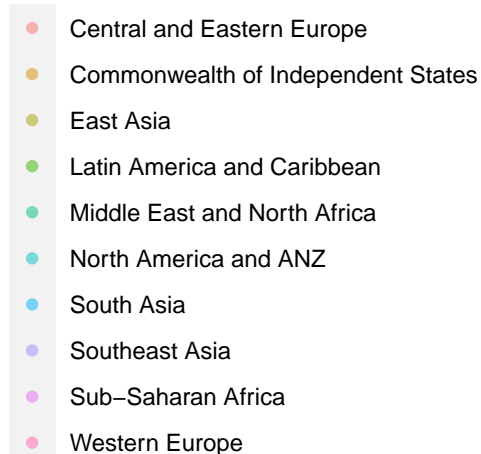 Central and Eastern Europe
Commonwealth of Independent States
East Asia
Latin America and Caribbean
Middle East and North Africa
North America and ANZ
South Asia
Southeast Asia
Sub−Saharan Africa
Western Europe